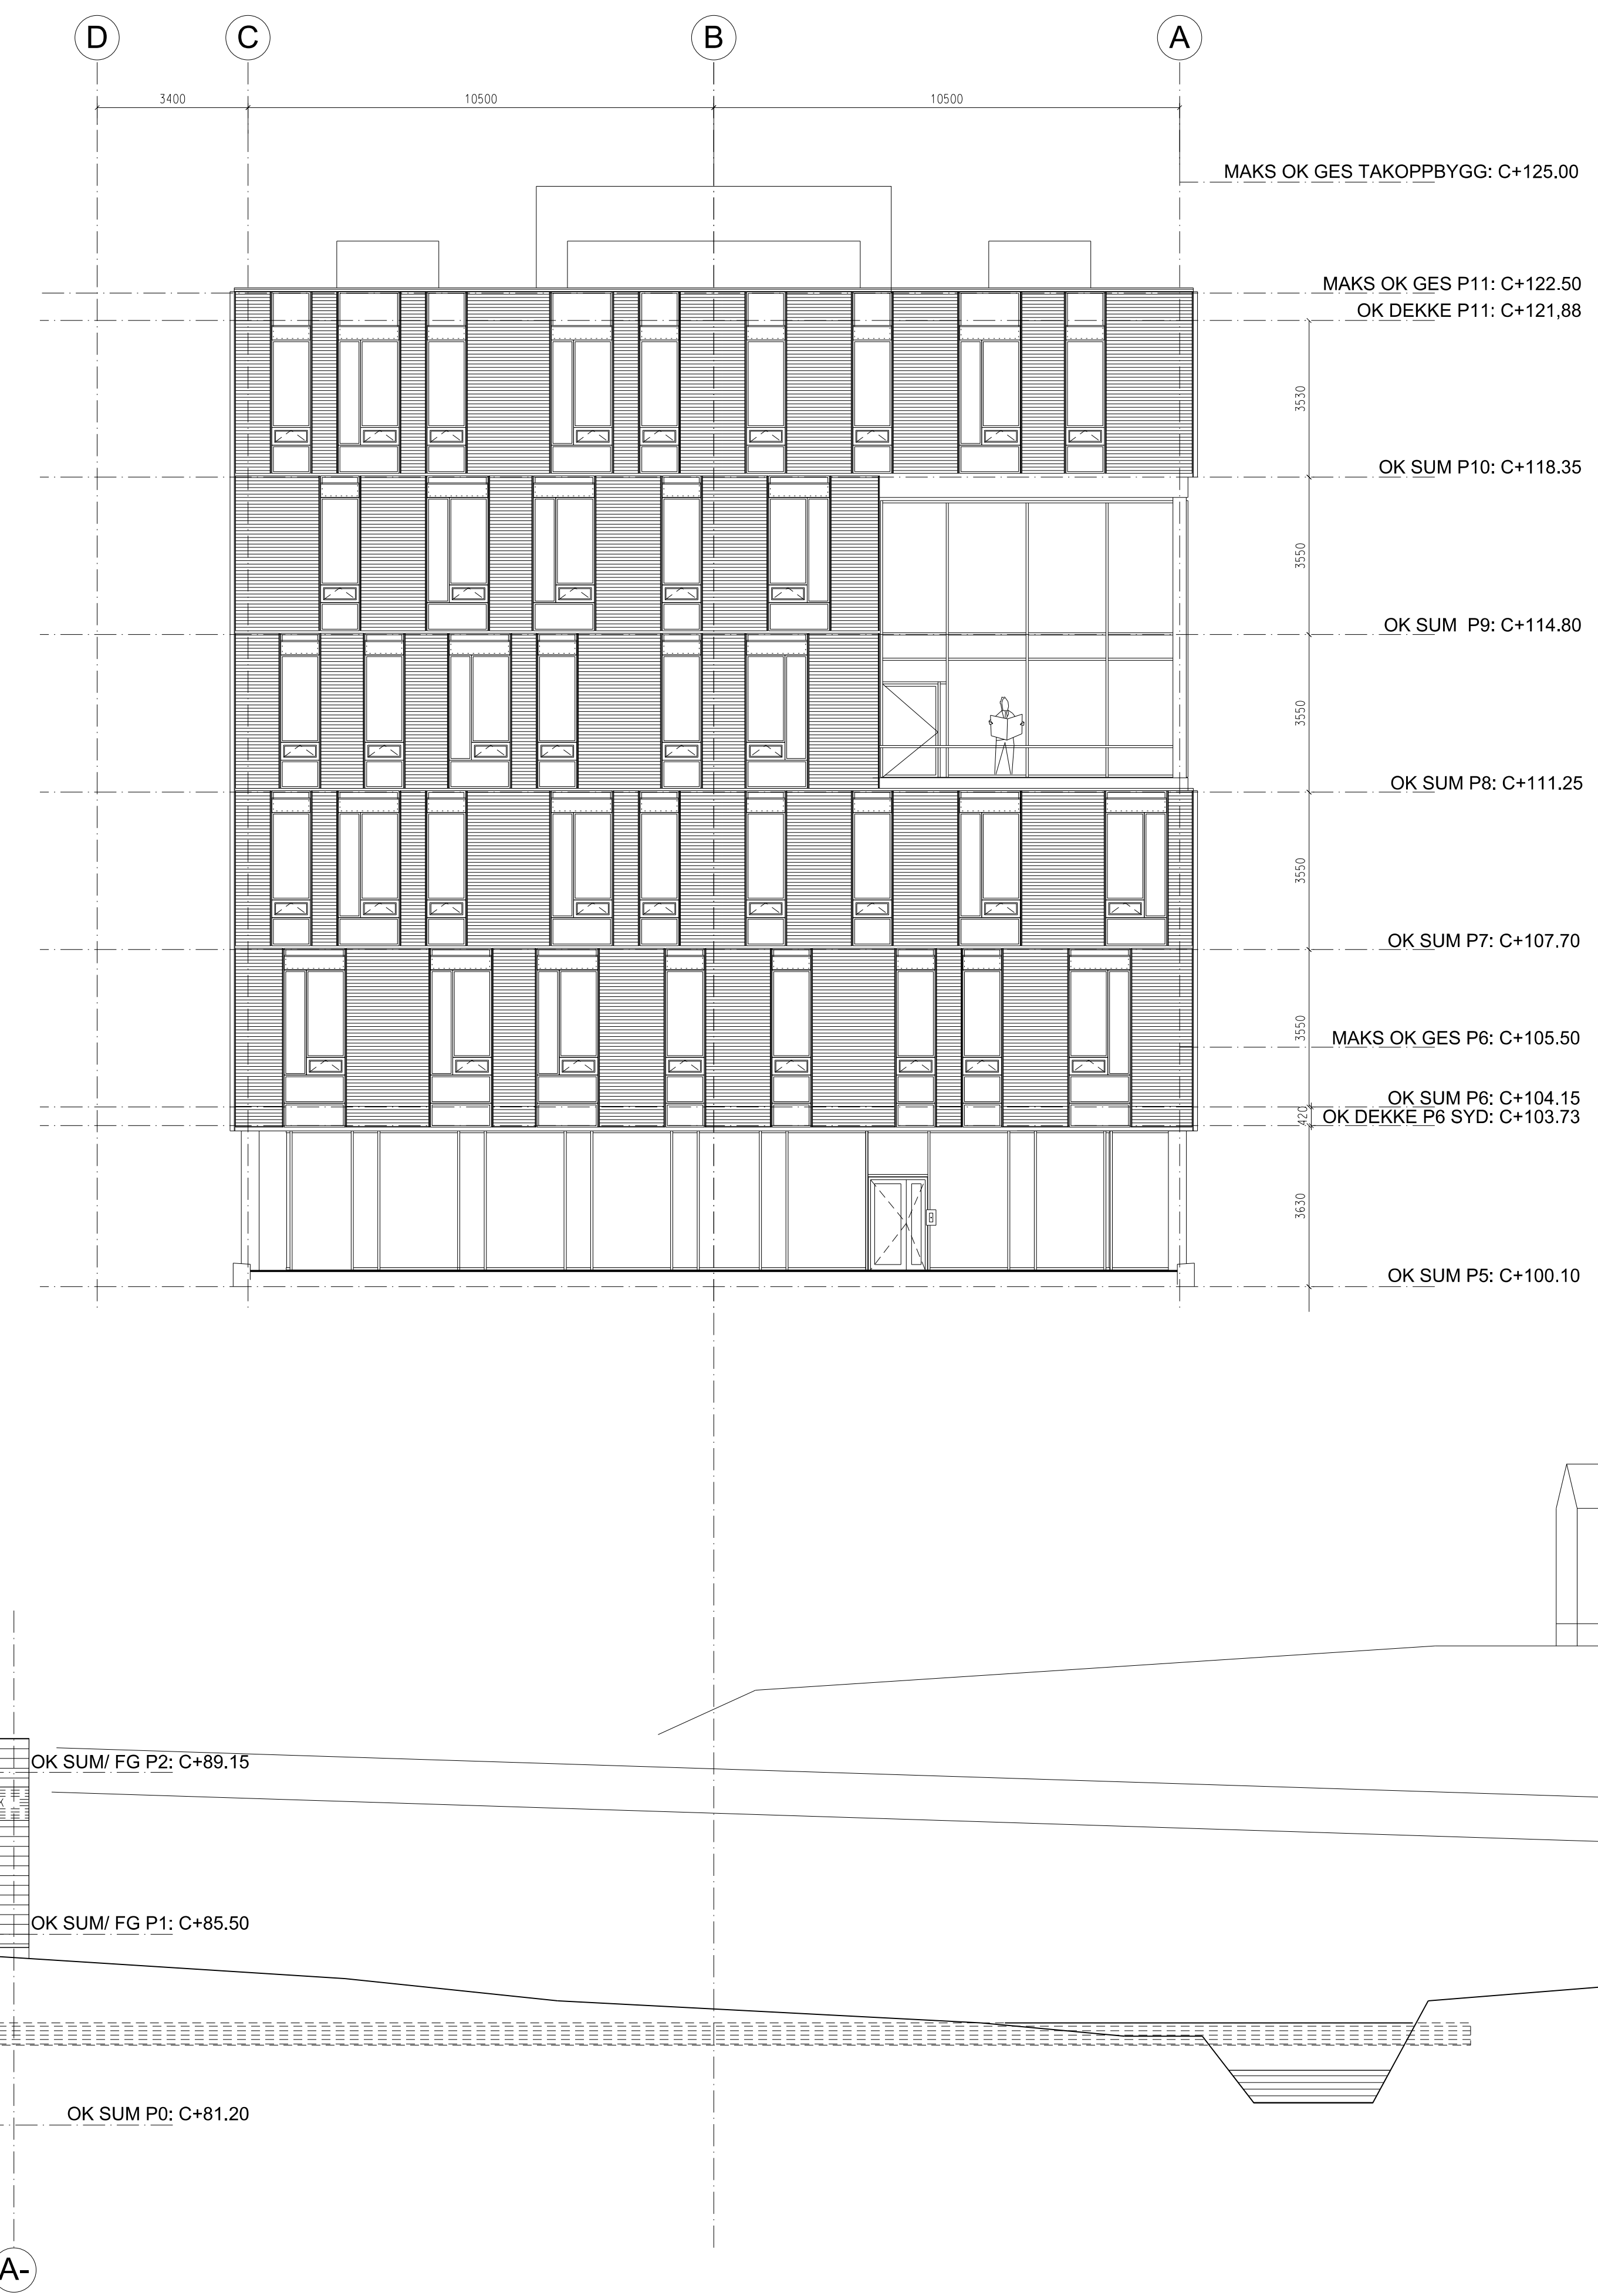 D
C
B
A
3400
10500
10500
MAKS OK GES TAKOPPBYGG: C+125.00
MAKS OK GES P11: C+122.50
OK DEKKE P11: C+121,88
3530
OK SUM P10: C+118.35
3550
OK SUM P9: C+114.80
3550
OK SUM P8: C+111.25
3550
OK SUM P7: C+107.70
3550
MAKS OK GES P6: C+105.50
OK SUM P6: C+104.15
420
OK DEKKE P6 SYD: C+103.73
3630
OK SUM P5: C+100.10
OK SUM/ FG P2: C+89.15
OK SUM/ FG P1: C+85.50
OK SUM P0: C+81.20
A-